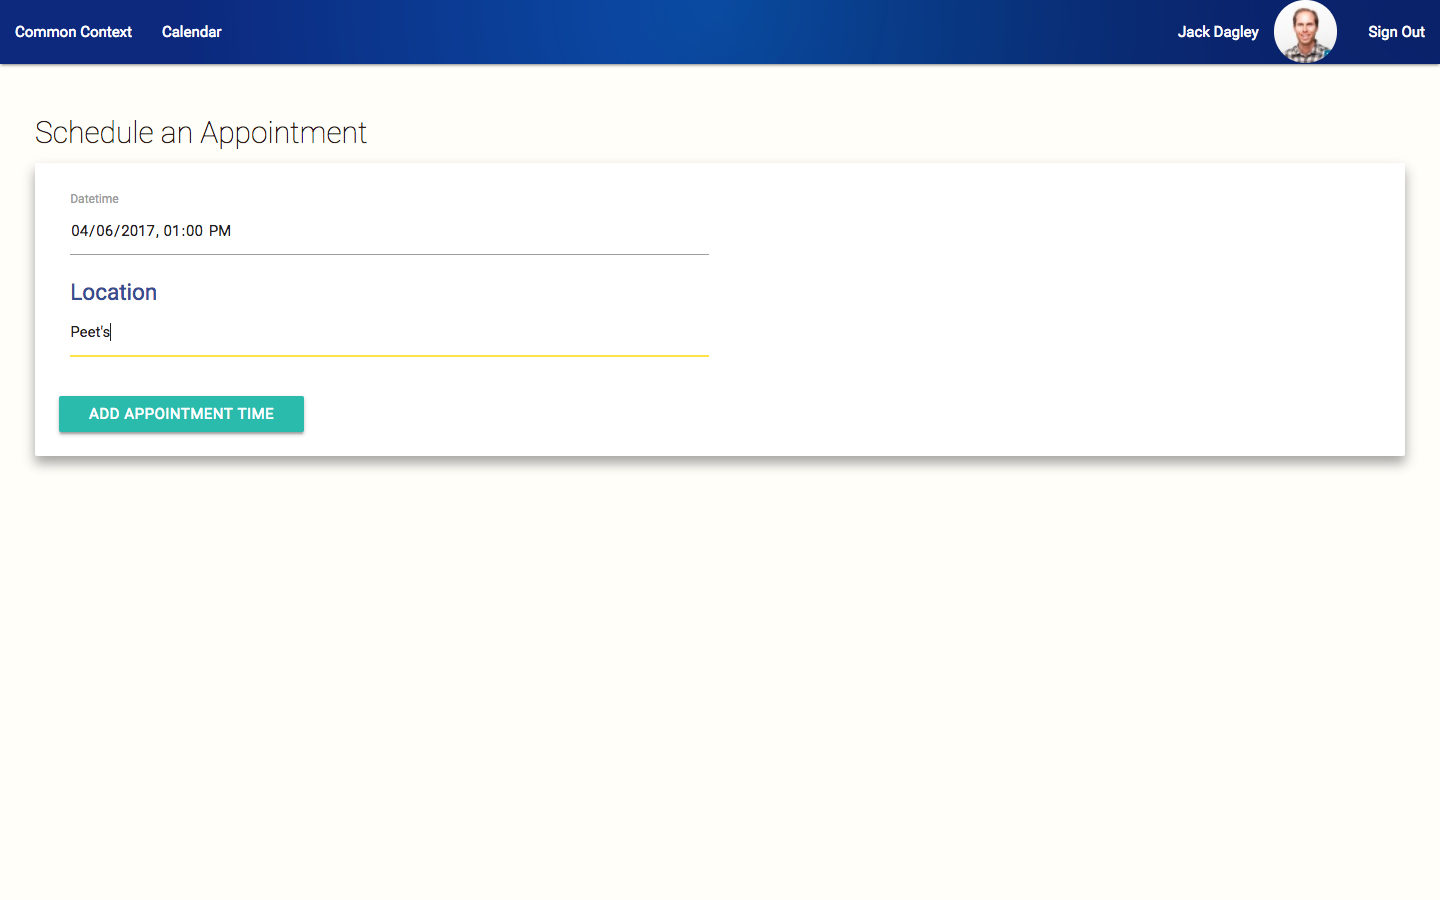 Common Context Calendar Jack Dagley Sign Out
Schedule an Appointment
Datetime
04/06/2017, 01:00 PM
Location
Peet's
ADD APPOINTMENT TIME